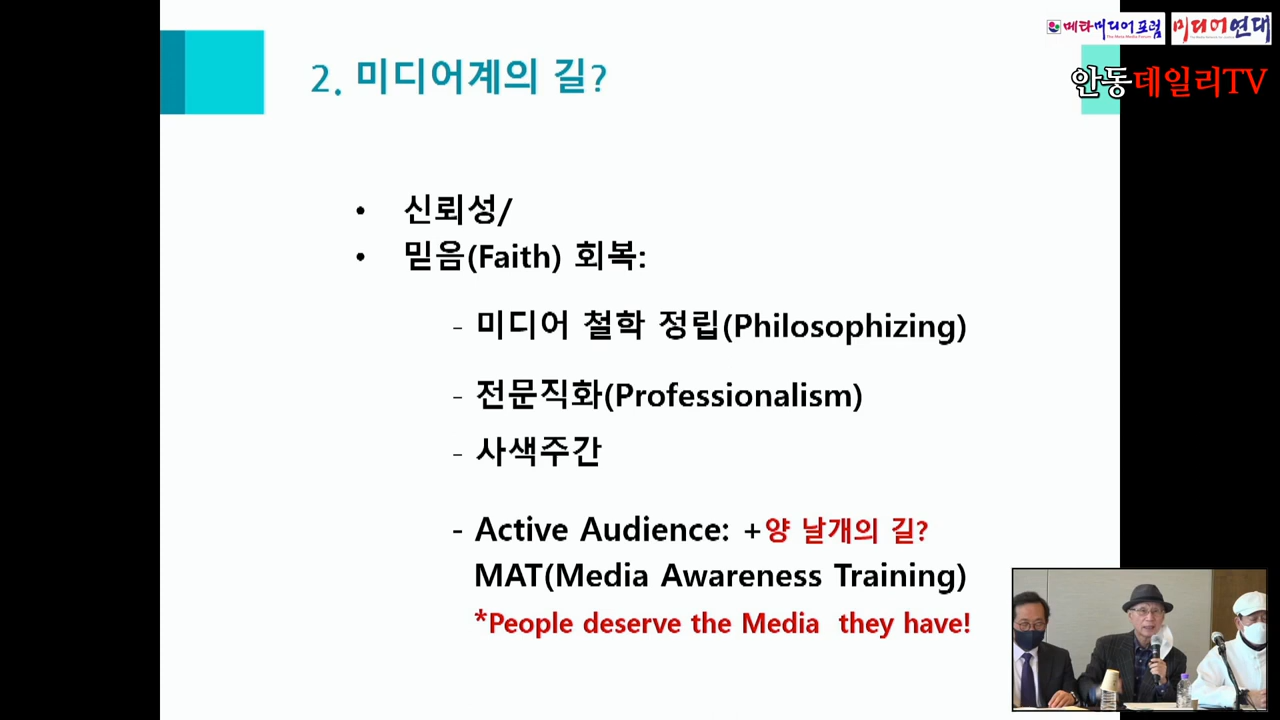 메타미디어포럼
미디어연대
안동데일리TV
2. 미디어계의 길?
• 신뢰성/
• 믿음(Faith) 회복:
- 미디어 철학 정립(Philosophizing)
- 전문직화(Professionalism)
- 사색주간
- Active Audience: +양 날개의 길?
MAT(Media Awareness Training)
*People deserve the Media they have!